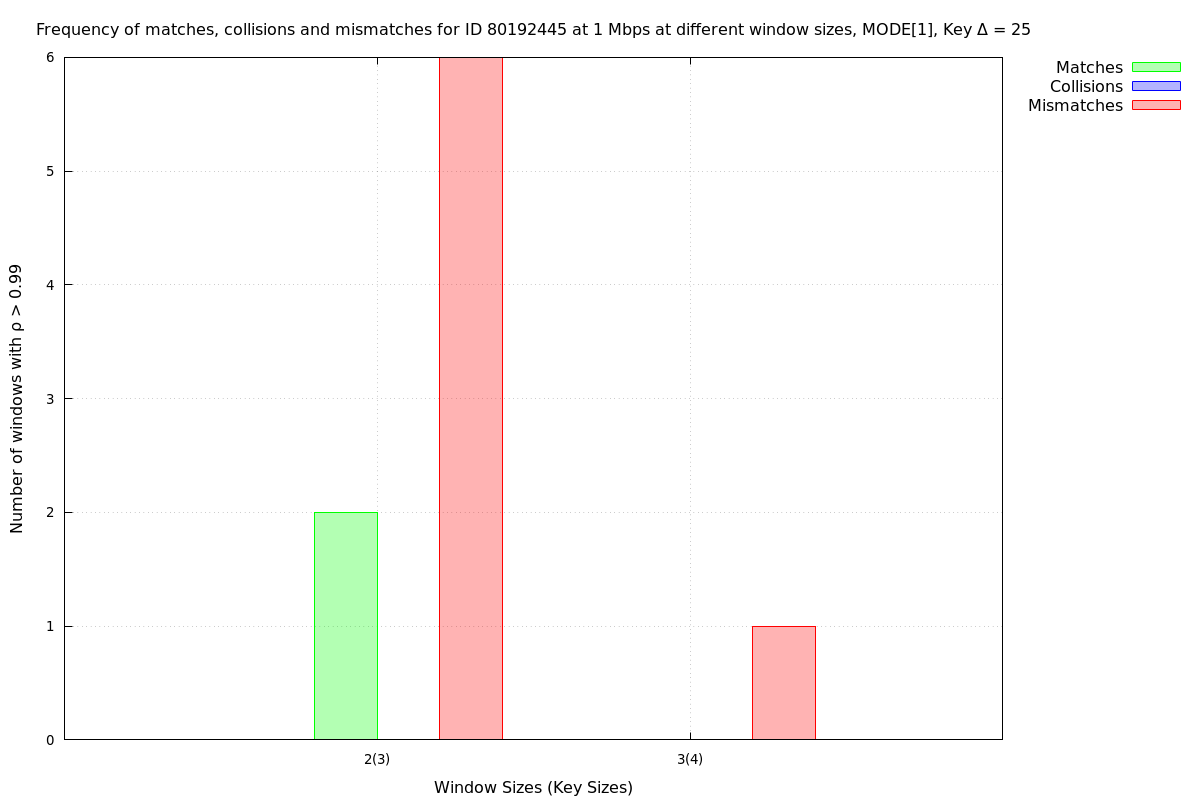 Frequency of matches, collisions and mismatches for ID 80192445 at 1 Mbps at different window sizes, MODE[1], Key Δ = 25
Matches
Collisions
Mismatches
6
5
4
3
2
1
0
Number of windows with ρ > 0.99
2(3)
3(4)
Window Sizes (Key Sizes)